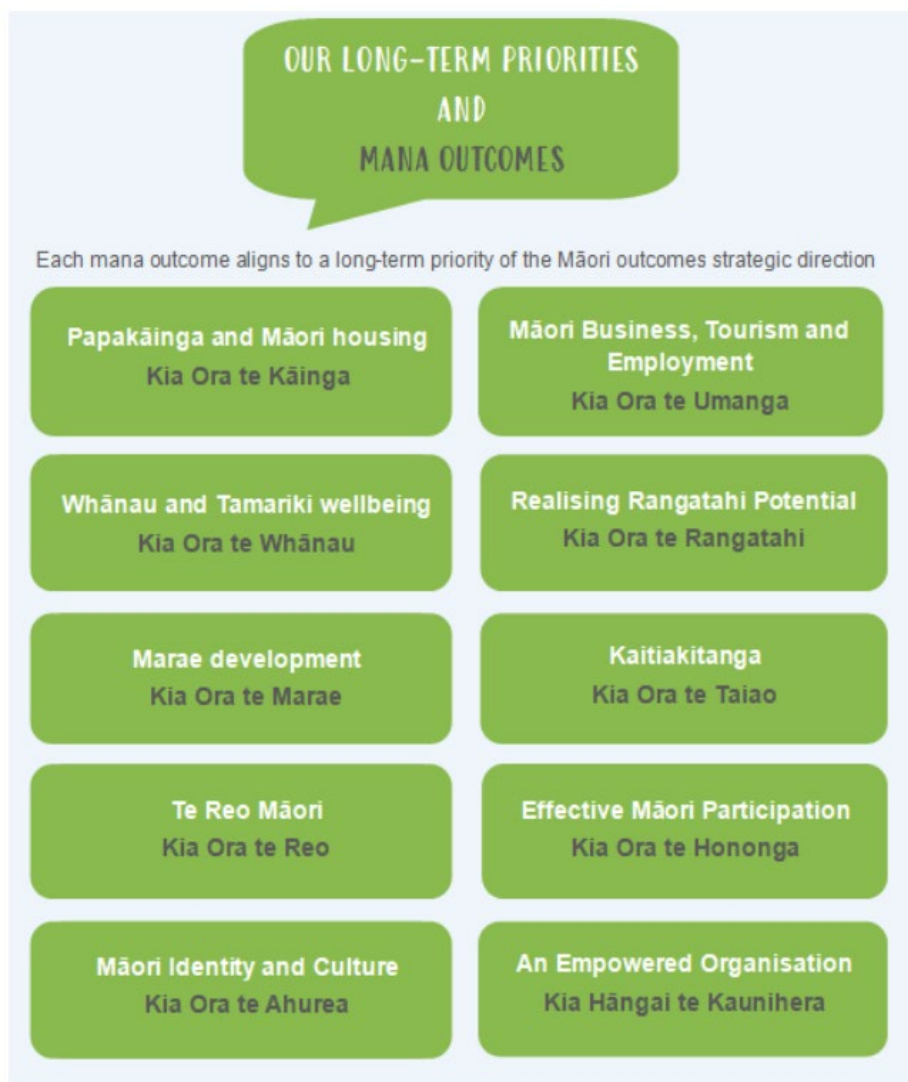 OUR LONG-TERM PRIORITIES
AND
MANA OUTCOMES
Each mana outcome aligns to a long-term priority of the Māori outcomes strategic direction
Papakāinga and Māori housing
Kia Ora te Kāinga
Māori Business, Tourism and
Employment
Kia Ora te Umanga
Whānau and Tamariki wellbeing
Kia Ora te Whānau
Realising Rangatahi Potential
Kia Ora te Rangatahi
Marae development
Kia Ora te Marae
Kaitiakitanga
Kia Ora te Taiao
Te Reo Māori
Kia Ora te Reo
Effective Māori Participation
Kia Ora te Hononga
Māori Identity and Culture
Kia Ora te Ahurea
An Empowered Organisation
Kia Hāngai te Kaunihera